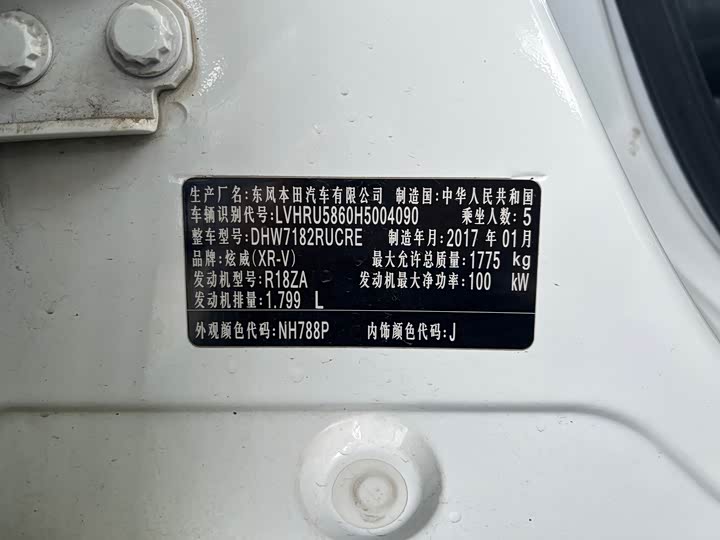 生产厂名:东风本田汽车有限公司 制造国:中华人民共和国
车辆识别代号:LVHRU5860H5004090 乘坐人数:5
整车型号:DHW7182RUCRE 制造年月:2017 年 01月
品牌:炫威(XR-V) 最大允许总质量:1775 kg
发动机型号:R18ZA 发动机最大净功率:100 kW
发动机排量:1.799 L
外观颜色代码:NH788P 内饰颜色代码:J